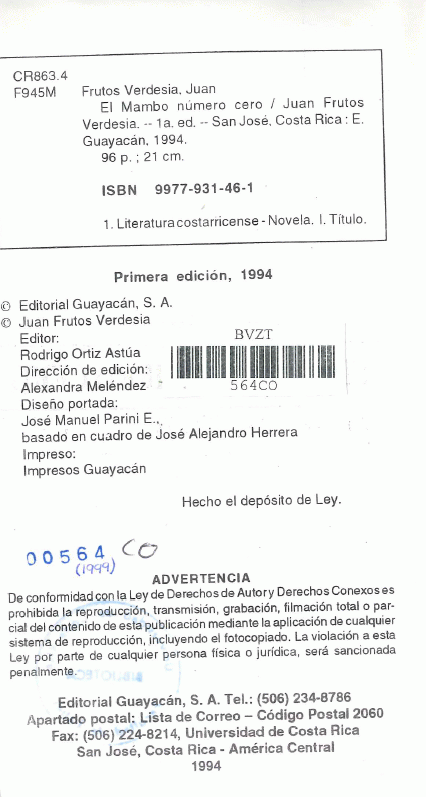 CR863.4
F945M Frutos Verdesia, Juan
El Mambo número cero / Juan Frutos
Verdesia. -- 1a. ed. -- San José, Costa Rica : E.
Guayacán, 1994.
96 p. ; 21 cm.
ISBN 9977-931-46-1
1. Literatura costarricense - Novela. I. Título.
Primera edición, 1994
© Editorial Guayacán, S. A.
© Juan Frutos Verdesia
Editor:
Rodrigo Ortiz Astúa
Dirección de edición:
Alexandra Meléndez
Diseño portada:
José Manuel Parini E.,
basado en cuadro de José Alejandro Herrera
Impreso:
Impresos Guayacán
BVZT
564CO
Hecho el depósito de Ley.
00564 CO
(1999)
ADVERTENCIA
De conformidad con la Ley de Derechos de Autor y Derechos Conexos es
prohibida la reproducción, transmisión, grabación, filmación total o par-
cial del contenido de esta publicación mediante la aplicación de cualquier
sistema de reproducción, incluyendo el fotocopiado. La violación a esta
Ley por parte de cualquier persona física o jurídica, será sancionada
penalmente.
Editorial Guayacán, S. A. Tel.: (506) 234-8786
Apartado postal: Lista de Correo – Código Postal 2060
Fax: (506) 224-8214, Universidad de Costa Rica
San José, Costa Rica - América Central
1994